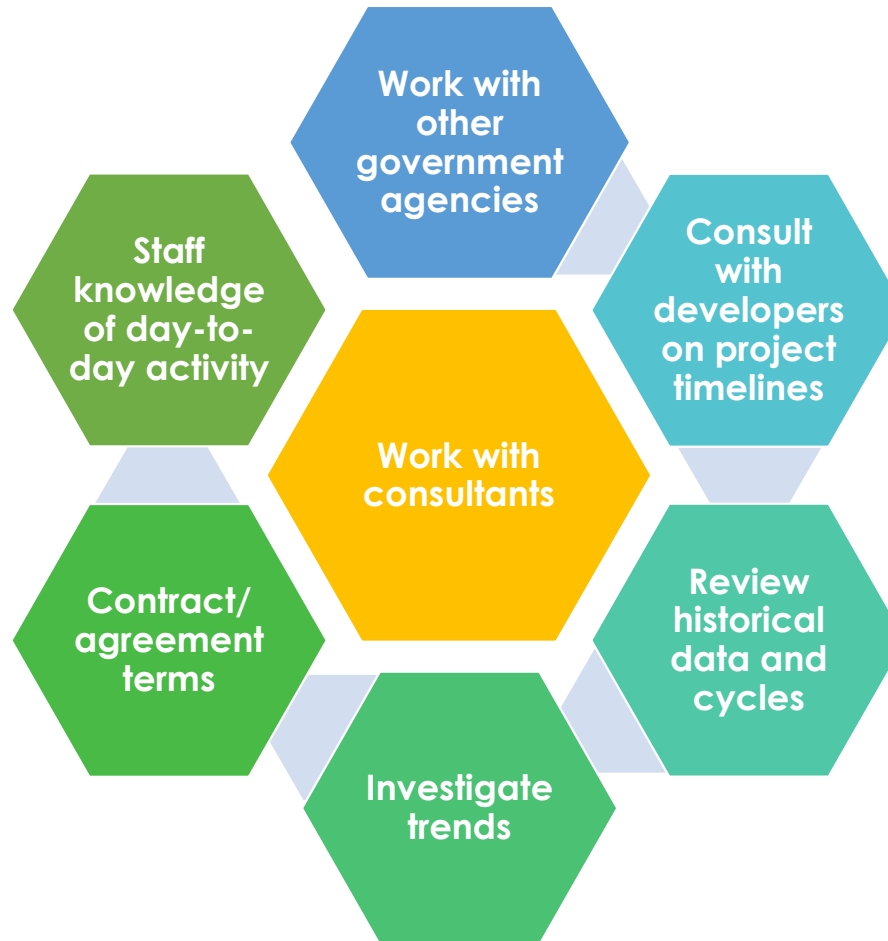 Work with
other
government
agencies
Consult
with
developers
on project
timelines
Staff
knowledge
of day-to-
day activity
Work with
consultants
Review
historical
data and
cycles
Contract/
agreement
terms
Investigate
trends